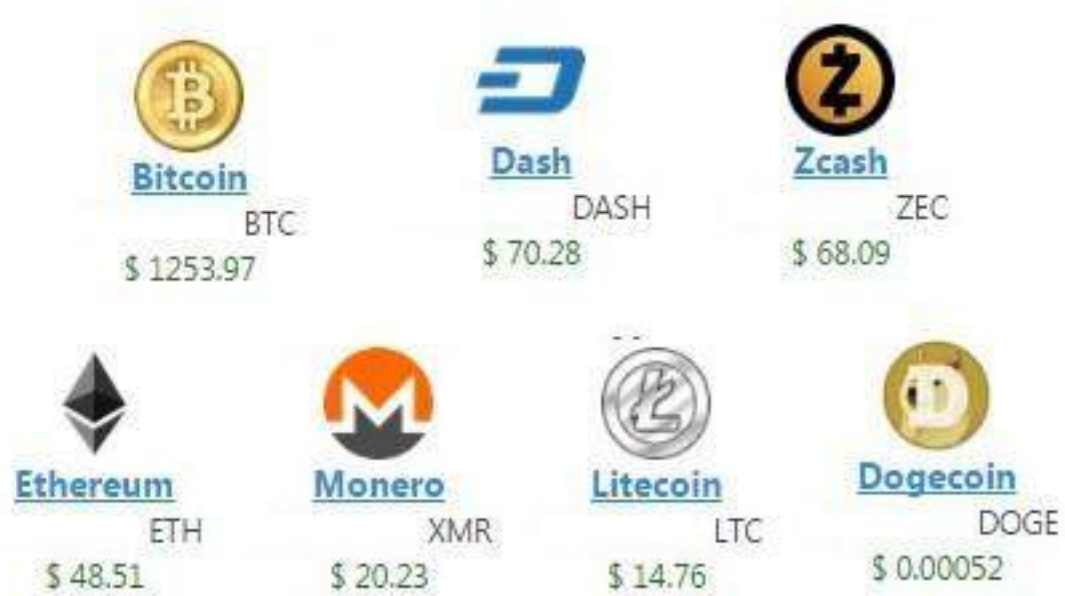 Bitcoin
BTC
$ 1253.97
Dash
DASH
$ 70.28
Zcash
ZEC
$ 68.09
Ethereum
ETH
$ 48.51
Monero
XMR
$ 20.23
Litecoin
LTC
$ 14.76
Dogecoin
DOGE
$ 0.00052